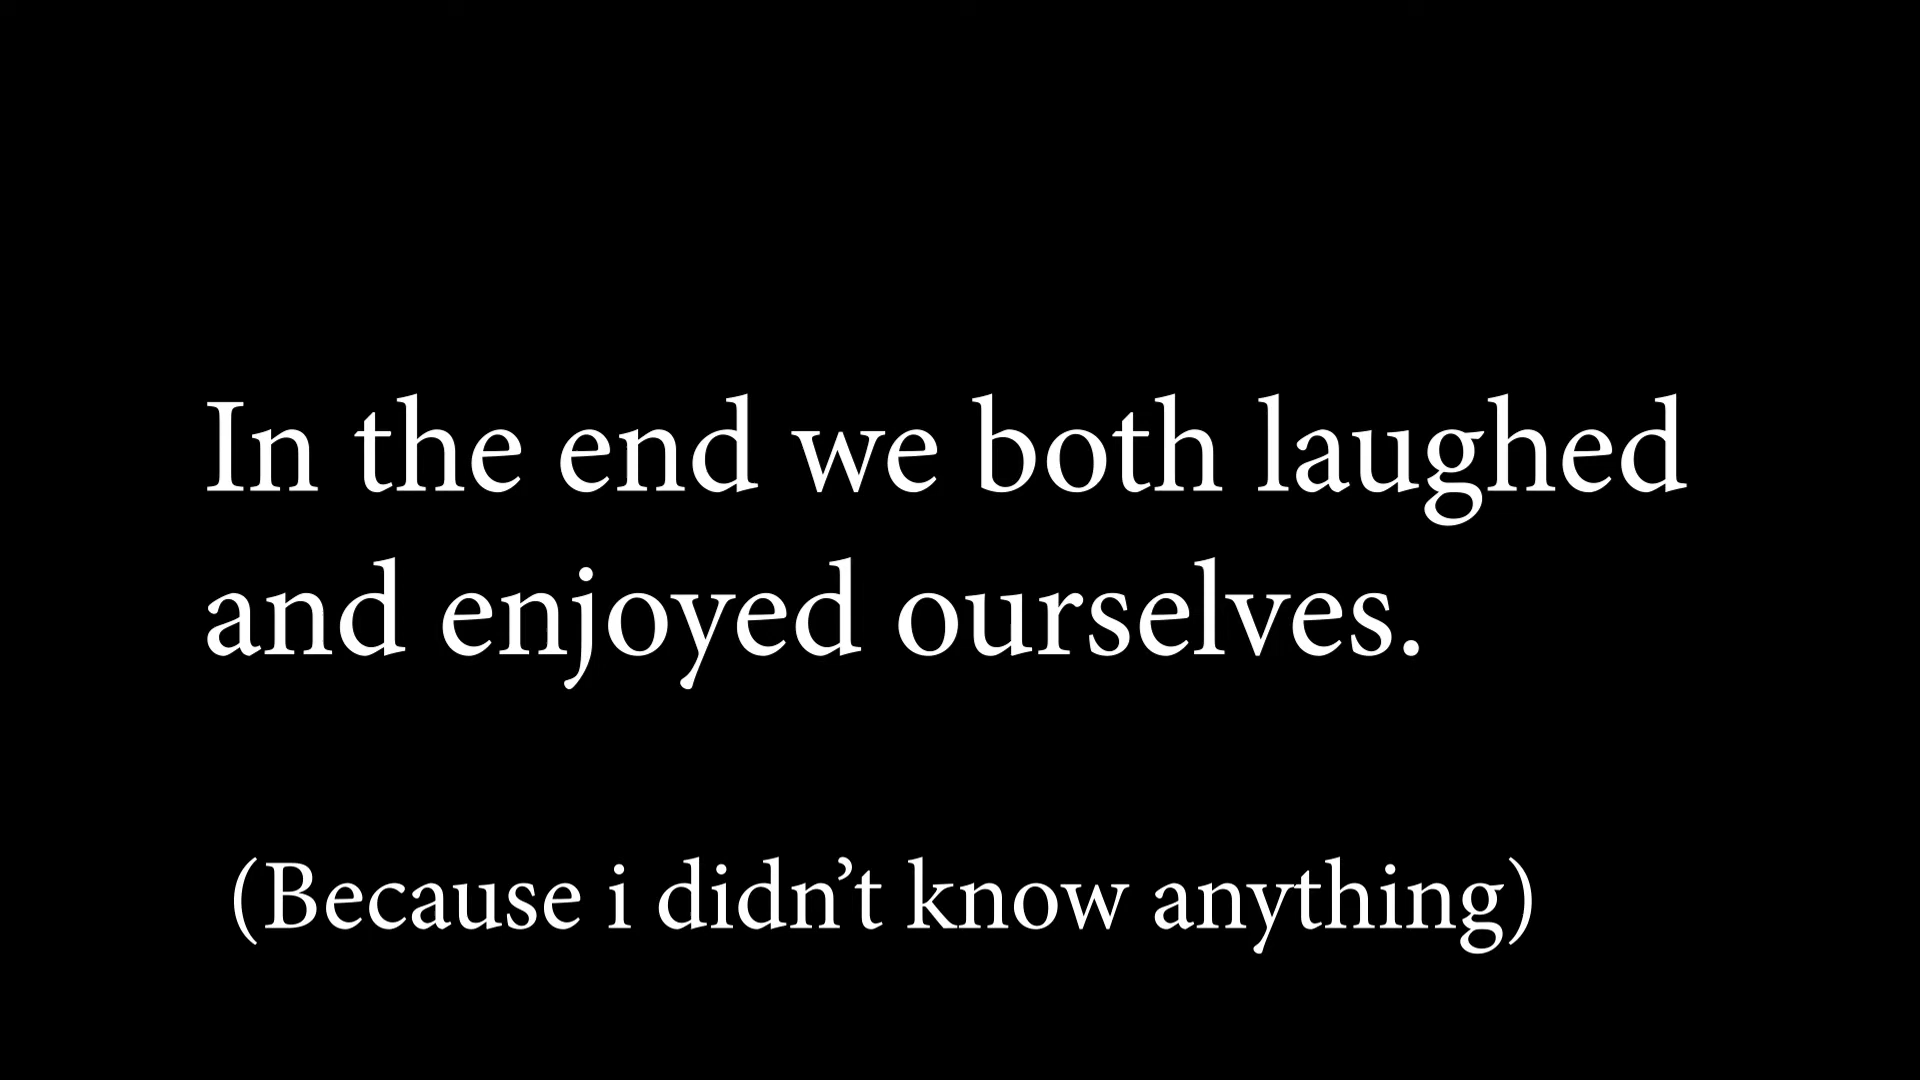 In the end we both laughed
and enjoyed ourselves.
(Because i didn’t know anything)